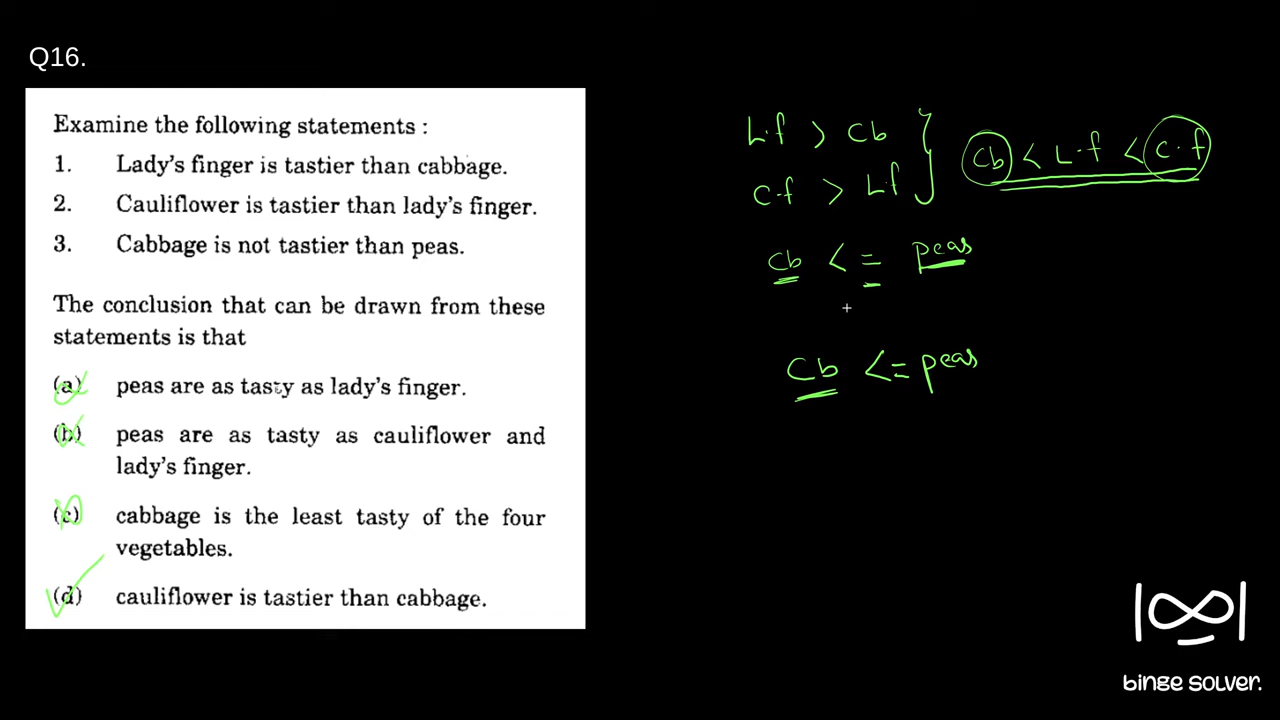 Q16.
Examine the following statements :
1. Lady's finger is tastier than cabbage.
2. Cauliflower is tastier than lady's finger.
3. Cabbage is not tastier than peas.
The conclusion that can be drawn from these
statements is that
(a) peas are as tasty as lady's finger.
(b) peas are as tasty as cauliflower and
lady's finger.
(c) cabbage is the least tasty of the four
vegetables.
(d) cauliflower is tastier than cabbage.
L.f > Cb
C.f > L.f
Cb < L.f < C.f
Cb < = peas
Cb <= peas
binge solver.